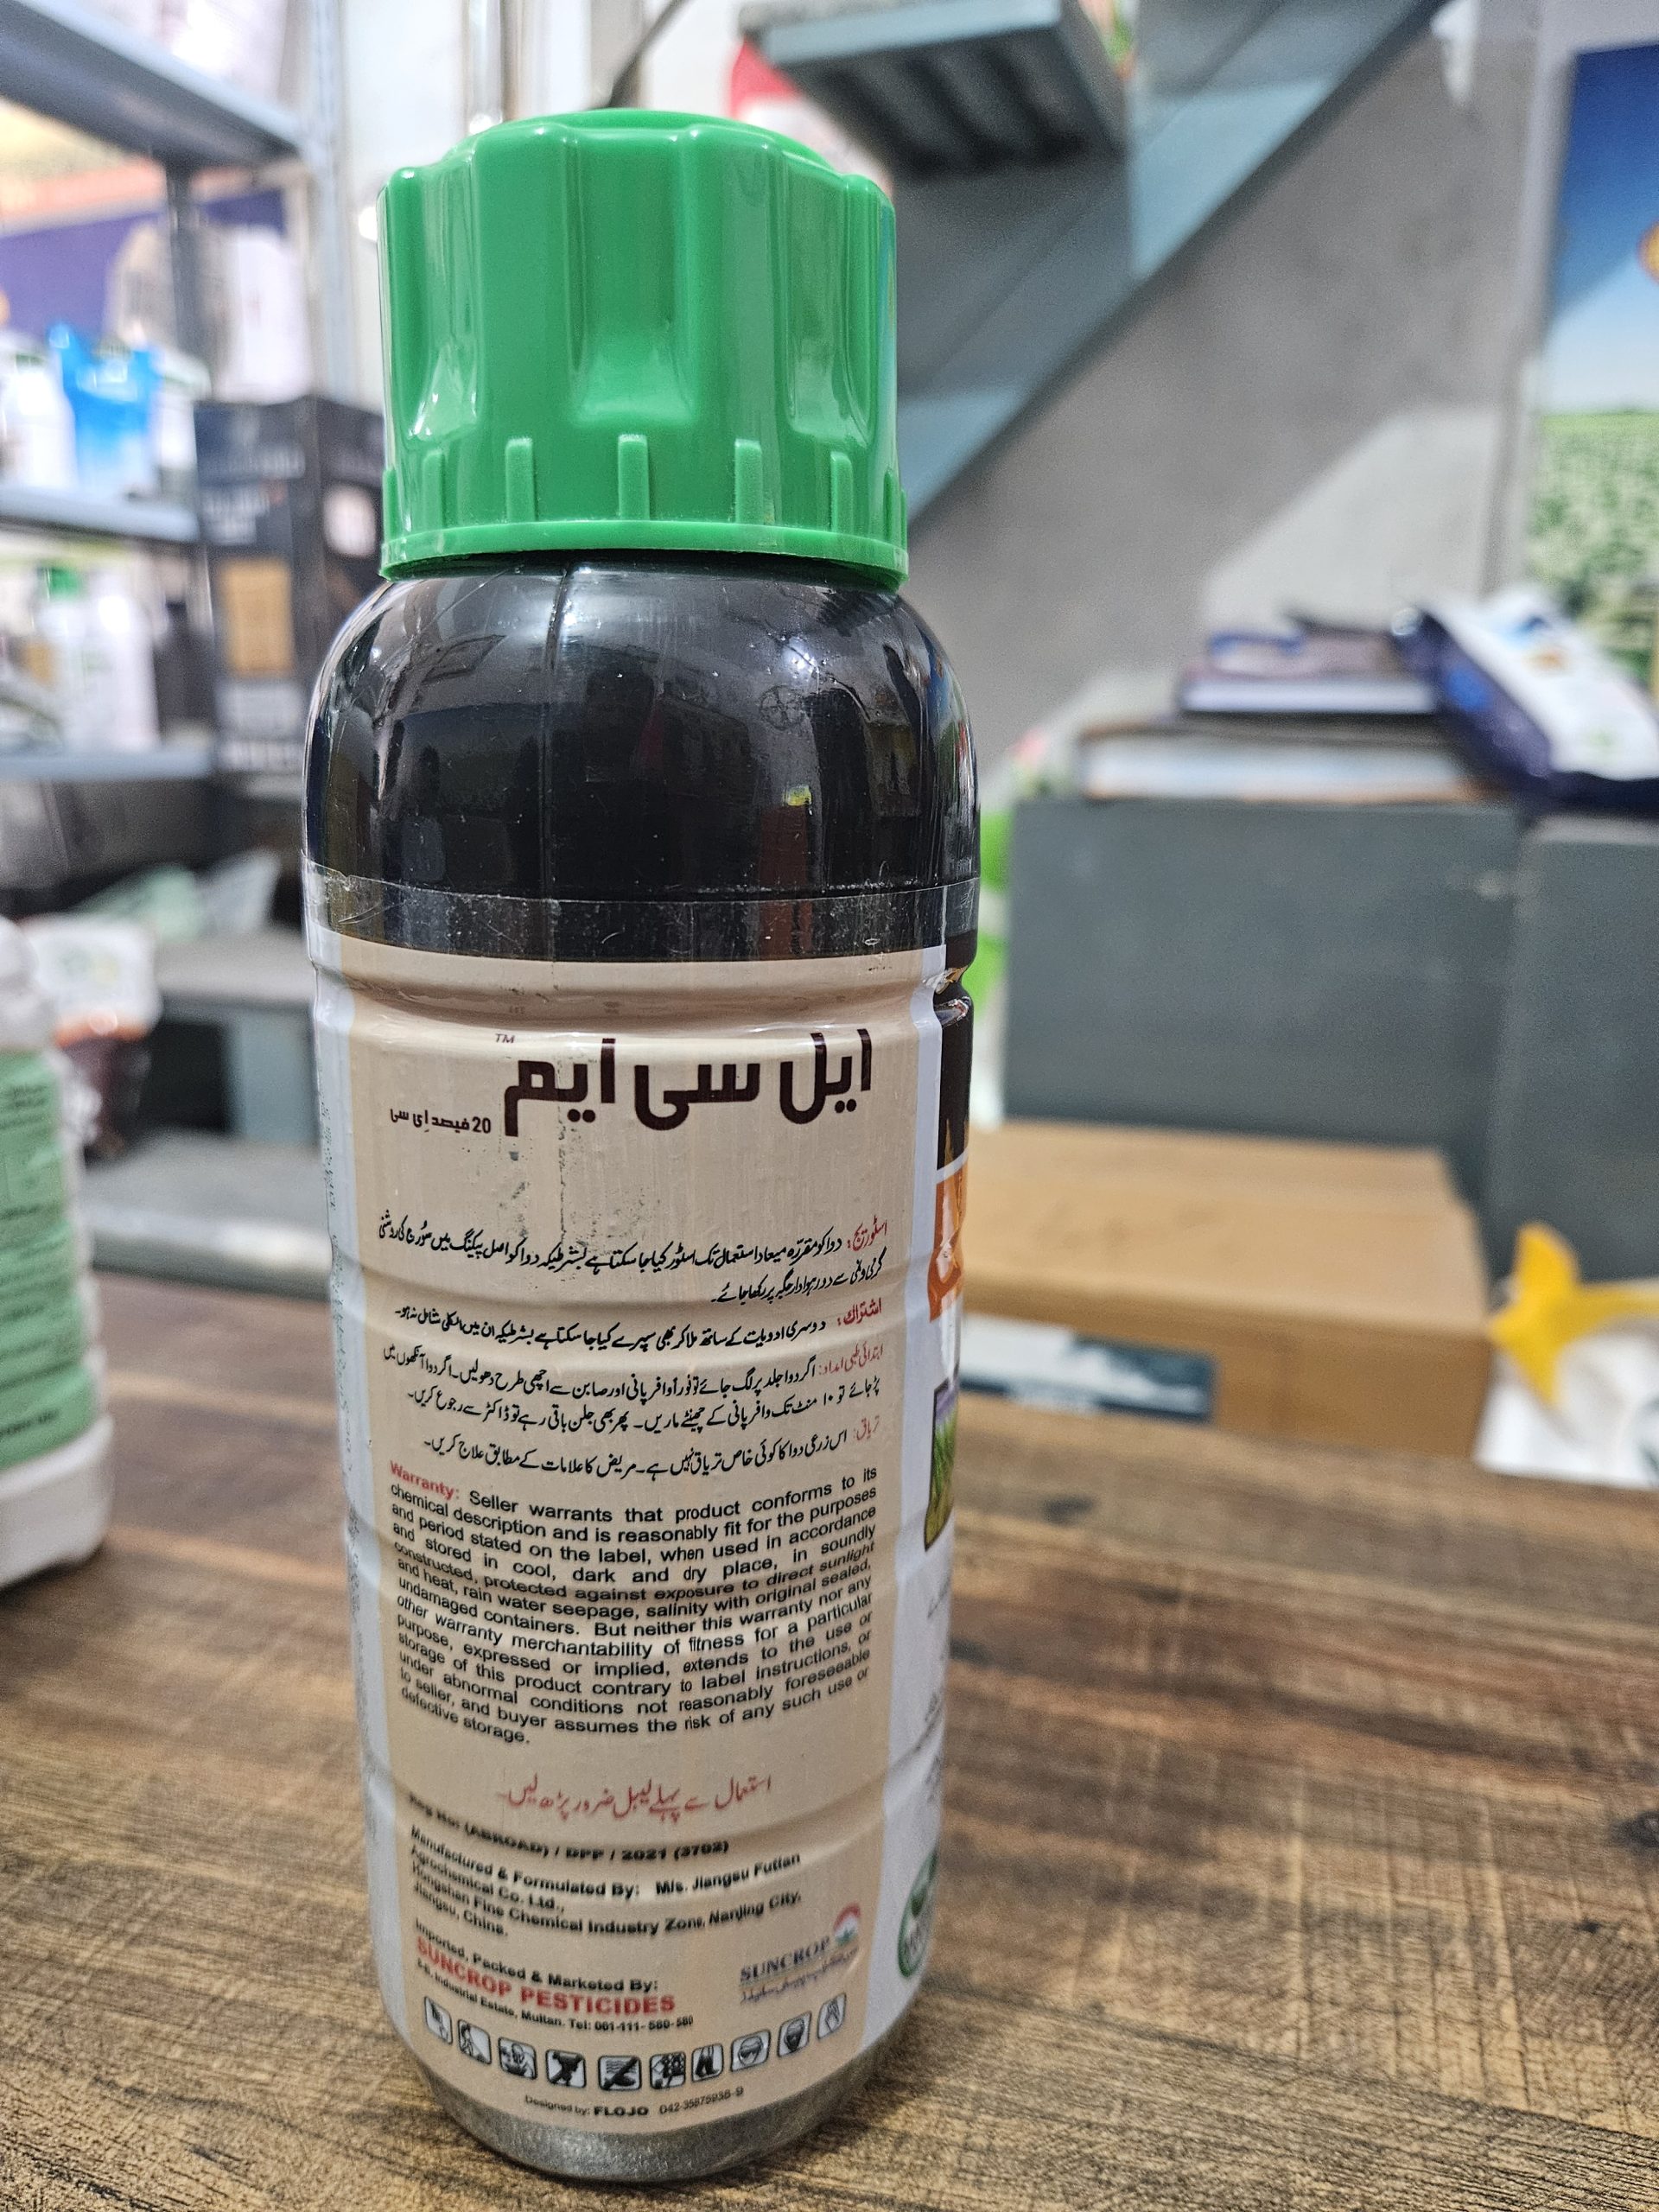 ایل سی ایم™
20 فیصد ای سی
اسٹوریج: دوا کو مقررہ میعاد استعمال تک اسٹور کیا جا سکتا ہے بشرطیکہ دوا کو اصل پیکنگ میں سورج کی روشنی
گرمی و نمی سے دور ہوادار جگہ پر رکھا جائے۔
اشتراک: دوسری ادویات کے ساتھ ملا کر بھی سپرے کیا جا سکتا ہے بشرطیکہ ان میں الکلی شامل نہ ہو۔
ابتدائی طبی امداد: اگر دوا جلد پر لگ جائے تو فوراً وافر پانی اور صابن سے اچھی طرح دھو لیں۔ اگر دوا آنکھوں میں
پڑ جائے تو ۱۰ منٹ تک وافر پانی کے چھینٹے ماریں۔ پھر بھی جلن باقی رہے تو ڈاکٹر سے رجوع کریں۔
تریاق: اس زرعی دوا کا کوئی خاص تریاق نہیں ہے۔ مریض کا علامات کے مطابق علاج کریں۔
Warranty: Seller warrants that product conforms to its
chemical description and is reasonably fit for the purposes
and period stated on the label, when used in accordance
and stored in cool, dark and dry place, in soundly
constructed, protected against exposure to direct sunlight
and heat, rain water seepage, salinity with original sealed,
undamaged containers. But neither this warranty nor any
other warranty merchantability of fitness for a particular
purpose, expressed or implied, extends to the use or
storage of this product contrary to label instructions, or
under abnormal conditions not reasonably foreseeable
to seller, and buyer assumes the risk of any such use or
defective storage.
استعمال سے پہلے لیبل ضرور پڑھ لیں۔
Reg No: (ABROAD) / DPP / 2021 (3702)
Manufactured & Formulated By: M/s. Jiangsu Futian
Agrochemical Co. Ltd.,
Hongshan Fine Chemical Industry Zone, Nanjing City,
Jiangsu, China.
Imported, Packed & Marketed By:
SUNCROP PESTICIDES
Industrial Estate, Multan. Tel: 061-111-560-580
SUNCROP
Designed by: FLOJO 042-35875938-9